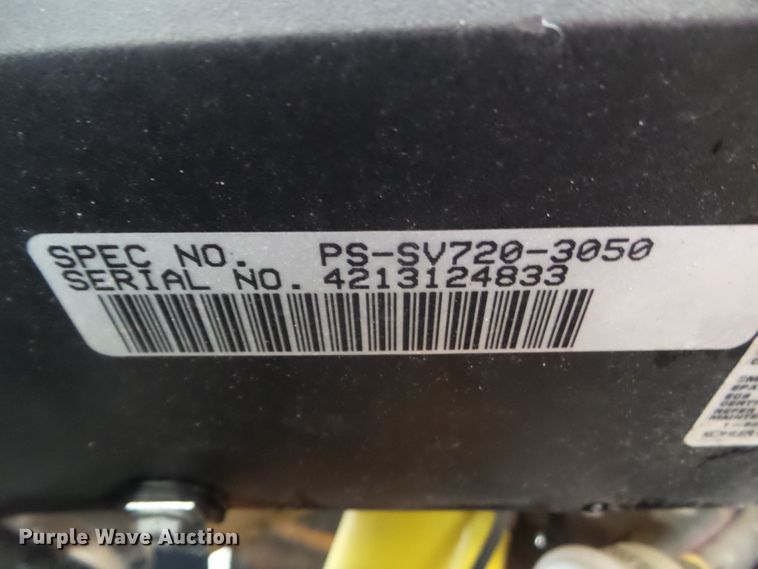 SPEC NO. PS-SV720-3050
SERIAL NO. 4213124833
Purple Wave Auction